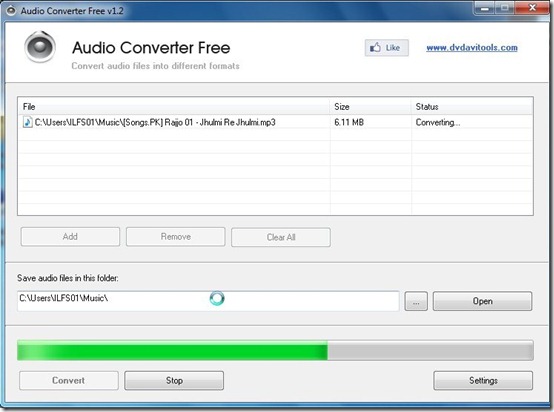 Audio Converter Free v1.2
Audio Converter Free
Convert audio files into different formats
Like
www.dvdavitools.com
File Size Status
C:\Users\ILFS01\Music\[Songs.PK] Rajjo 01 - Jhulmi Re Jhulmi.mp3 6.11 MB Converting...
Add Remove Clear All
Save audio files in this folder:
C:\Users\ILFS01\Music\ ... Open
Convert Stop Settings